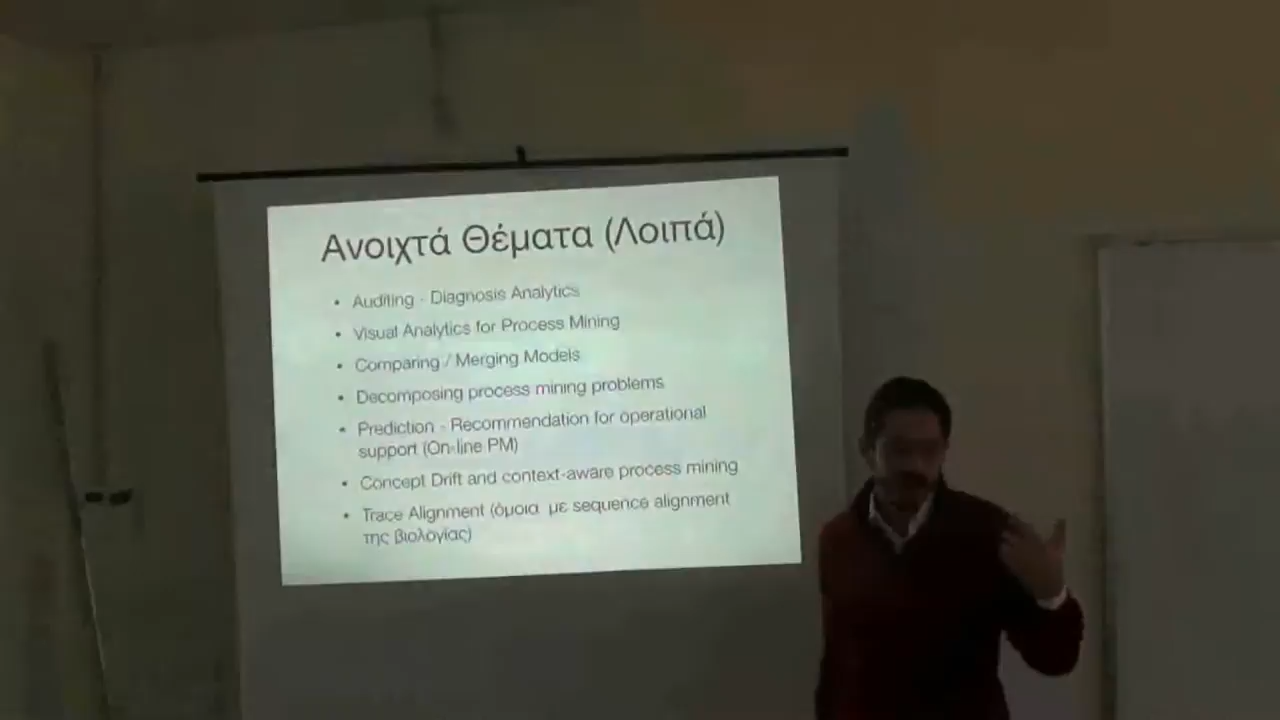 Ανοιχτά Θέματα (Λοιπά)
• Auditing - Diagnosis Analytics
• Visual Analytics for Process Mining
• Comparing / Merging Models
• Decomposing process mining problems
• Prediction - Recommendation for operational
support (On-line PM)
• Concept Drift and context-aware process mining
• Trace Alignment (όμοια με sequence alignment
της βιολογίας)